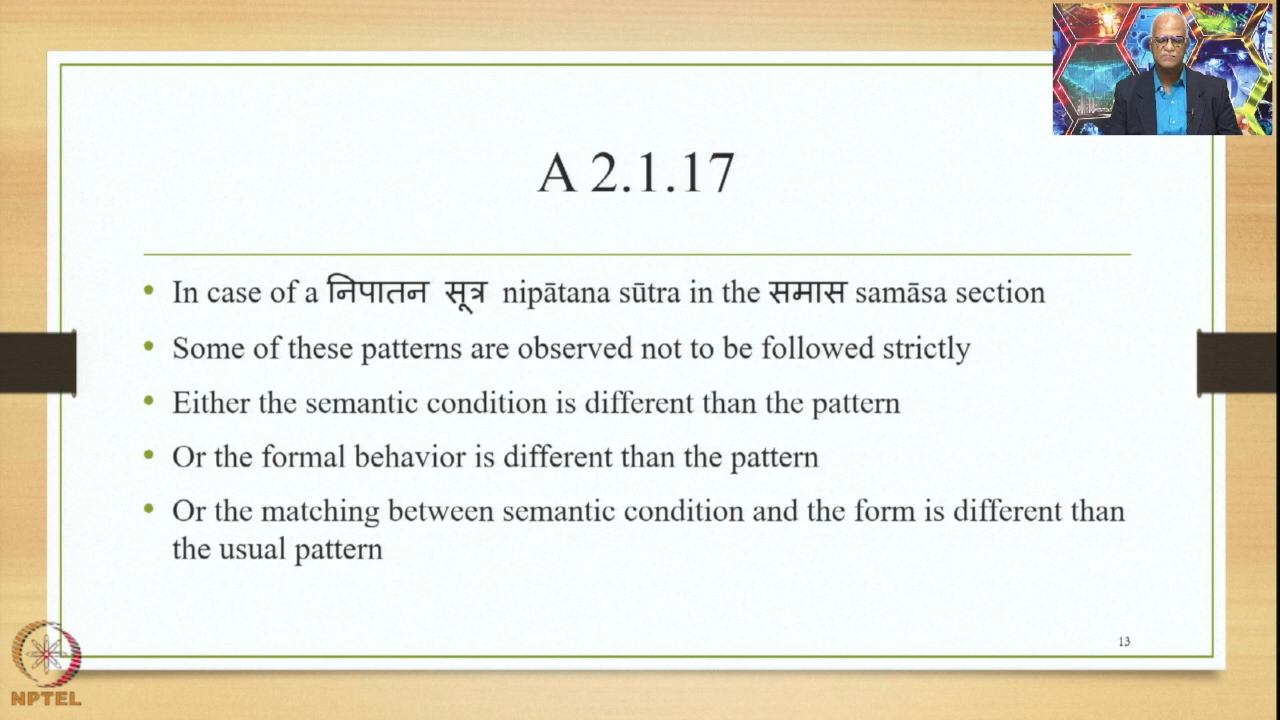 A 2.1.17
In case of a निपातन सूत्र nipātana sūtra in the समास samāsa section
Some of these patterns are observed not to be followed strictly
Either the semantic condition is different than the pattern
Or the formal behavior is different than the pattern
Or the matching between semantic condition and the form is different than
the usual pattern
13
NPTEL